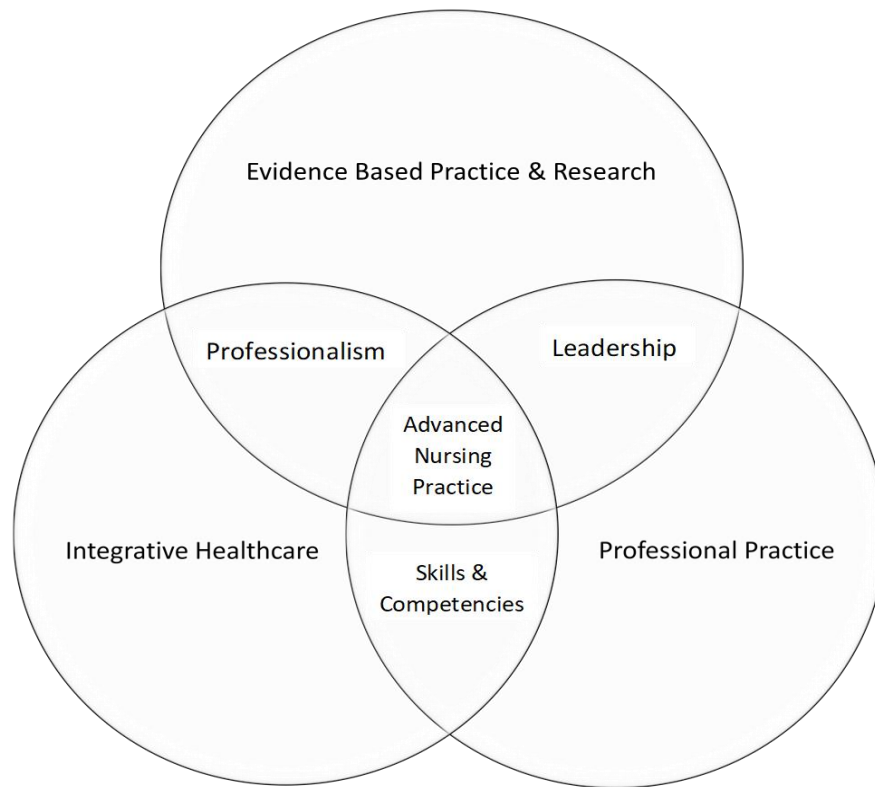 Evidence Based Practice & Research
Professionalism
Leadership
Advanced
Nursing
Practice
Integrative Healthcare
Professional Practice
Skills &
Competencies